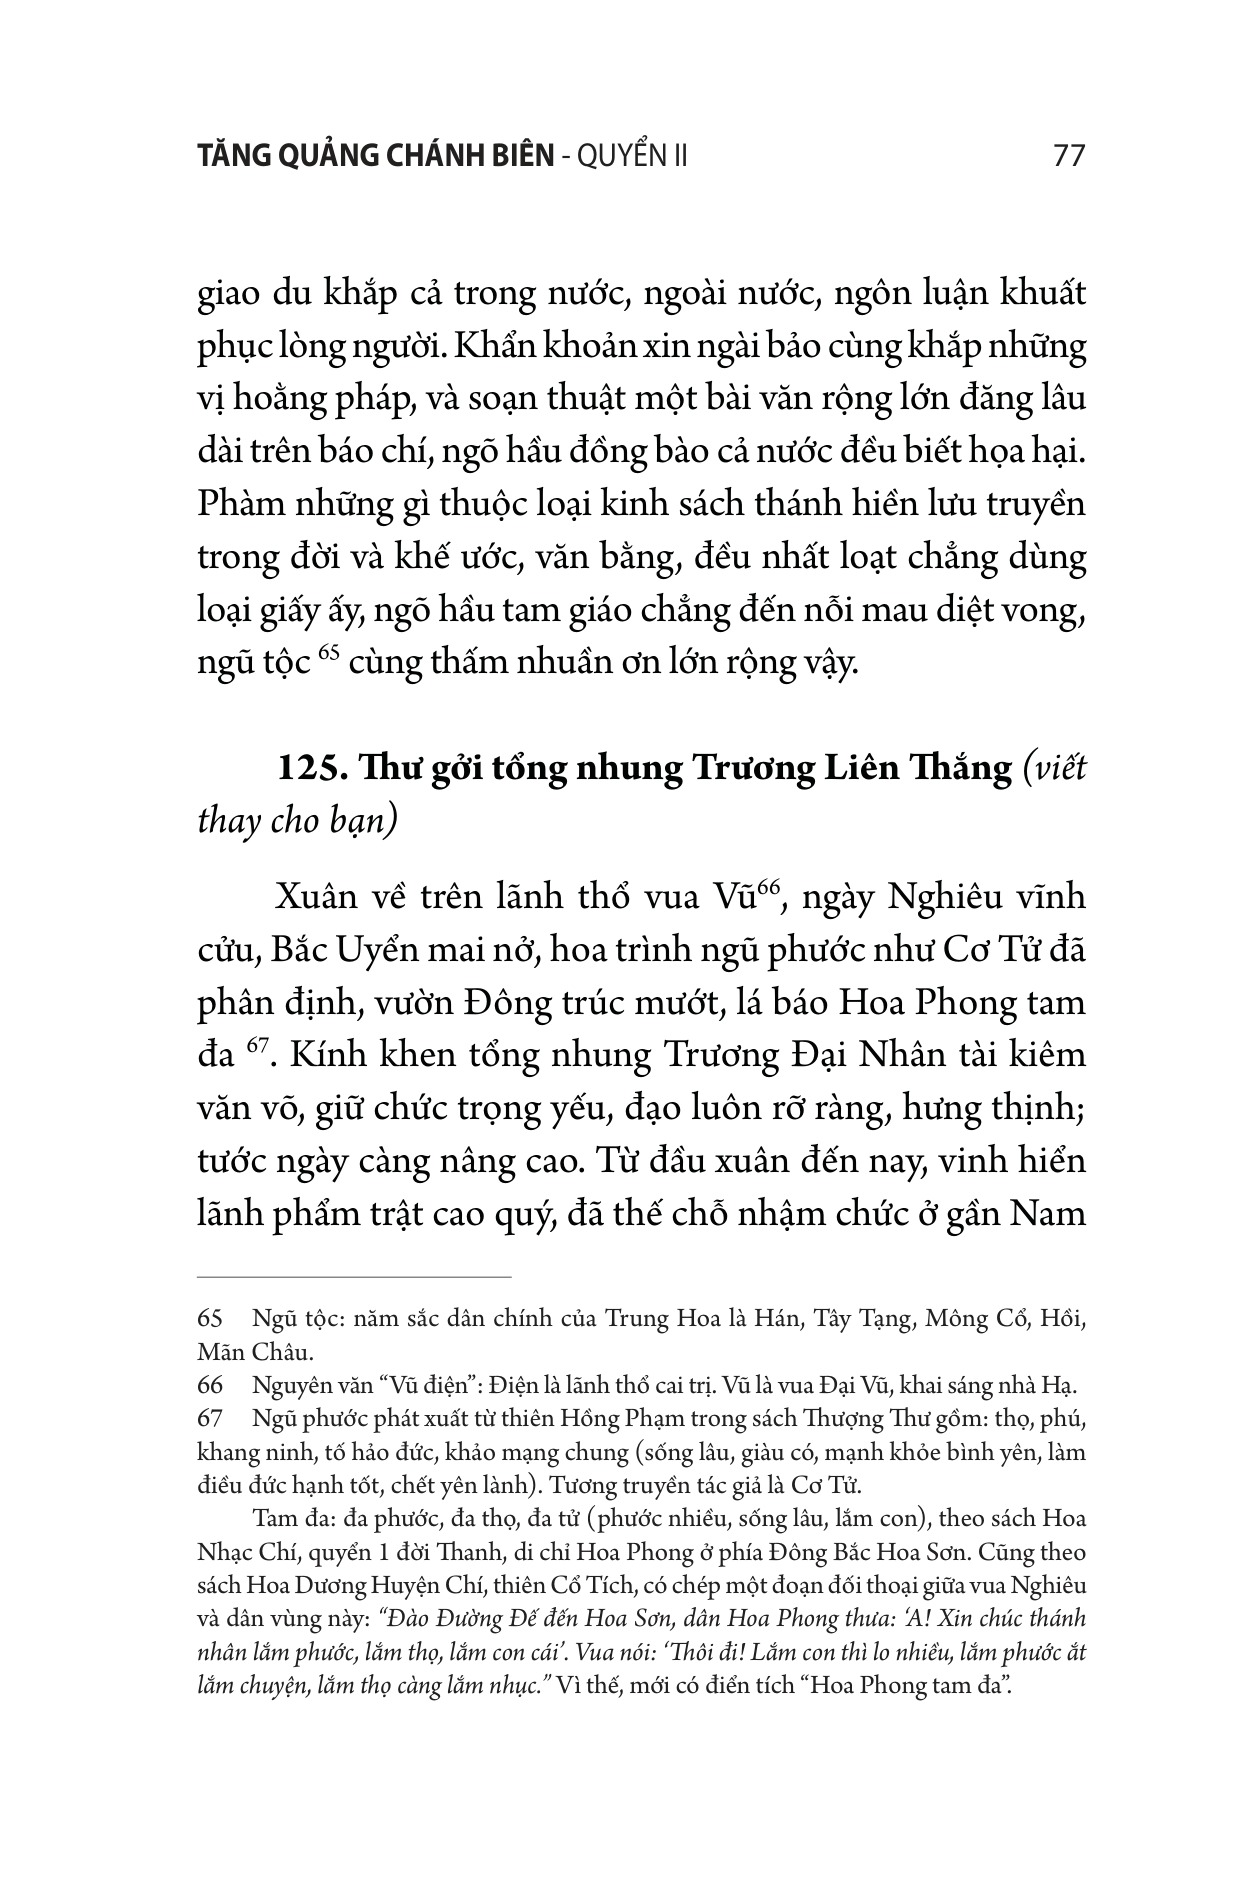 TĂNG QUẢNG CHÁNH BIÊN - QUYỂN II 77
giao du khắp cả trong nước, ngoài nước, ngôn luận khuất
phục lòng người. Khẩn khoản xin ngài bảo cùng khắp những
vị hoằng pháp, và soạn thuật một bài văn rộng lớn đăng lâu
dài trên báo chí, ngõ hầu đồng bào cả nước đều biết họa hại.
Phàm những gì thuộc loại kinh sách thánh hiền lưu truyền
trong đời và khế ước, văn bằng, đều nhất loạt chẳng dùng
loại giấy ấy, ngõ hầu tam giáo chẳng đến nỗi mau diệt vong,
ngũ tộc 65 cùng thấm nhuần ơn lớn rộng vậy.
125. Thư gởi tổng nhung Trương Liên Thắng (viết
thay cho bạn)
Xuân về trên lãnh thổ vua Vũ66, ngày Nghiêu vĩnh
cửu, Bắc Uyển mai nở, hoa trình ngũ phước như Cơ Tử đã
phân định, vườn Đông trúc mướt, lá báo Hoa Phong tam
đa 67. Kính khen tổng nhung Trương Đại Nhân tài kiêm
văn võ, giữ chức trọng yếu, đạo luôn rỡ ràng, hưng thịnh;
tước ngày càng nâng cao. Từ đầu xuân đến nay, vinh hiển
lãnh phẩm trật cao quý, đã thế chỗ nhậm chức ở gần Nam
65 Ngũ tộc: năm sắc dân chính của Trung Hoa là Hán, Tây Tạng, Mông Cổ, Hồi,
Mãn Châu.
66 Nguyên văn “Vũ điện”: Điện là lãnh thổ cai trị. Vũ là vua Đại Vũ, khai sáng nhà Hạ.
67 Ngũ phước phát xuất từ thiên Hồng Phạm trong sách Thượng Thư gồm: thọ, phú,
khang ninh, tố hảo đức, khảo mạng chung (sống lâu, giàu có, mạnh khỏe bình yên, làm
điều đức hạnh tốt, chết yên lành). Tương truyền tác giả là Cơ Tử.
Tam đa: đa phước, đa thọ, đa tử (phước nhiều, sống lâu, lắm con), theo sách Hoa
Nhạc Chí, quyển 1 đời Thanh, di chỉ Hoa Phong ở phía Đông Bắc Hoa Sơn. Cũng theo
sách Hoa Dương Huyện Chí, thiên Cổ Tích, có chép một đoạn đối thoại giữa vua Nghiêu
và dân vùng này: “Đào Đường Đế đến Hoa Sơn, dân Hoa Phong thưa: ‘A! Xin chúc thánh
nhân lắm phước, lắm thọ, lắm con cái’. Vua nói: ‘Thôi đi! Lắm con thì lo nhiều, lắm phước ắt
lắm chuyện, lắm thọ càng lắm nhục.” Vì thế, mới có điển tích “Hoa Phong tam đa”.